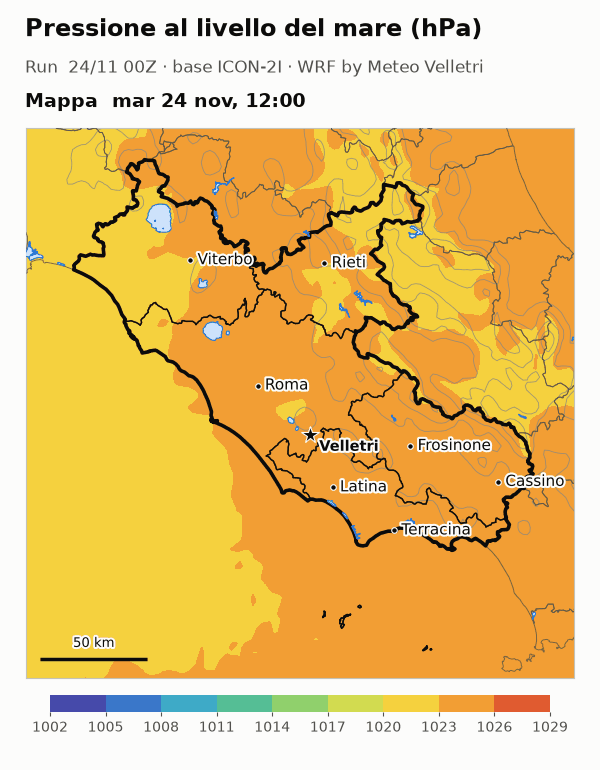 Pressione al livello del mare (hPa)
Run  24/11 00Z · base ICON-2I · WRF by Meteo Velletri
Mappa  mar 24 nov, 12:00
Viterbo
Rieti
Roma
Velletri
Frosinone
Latina
Cassino
Terracina
50 km
1002 1005 1008 1011 1014 1017 1020 1023 1026 1029